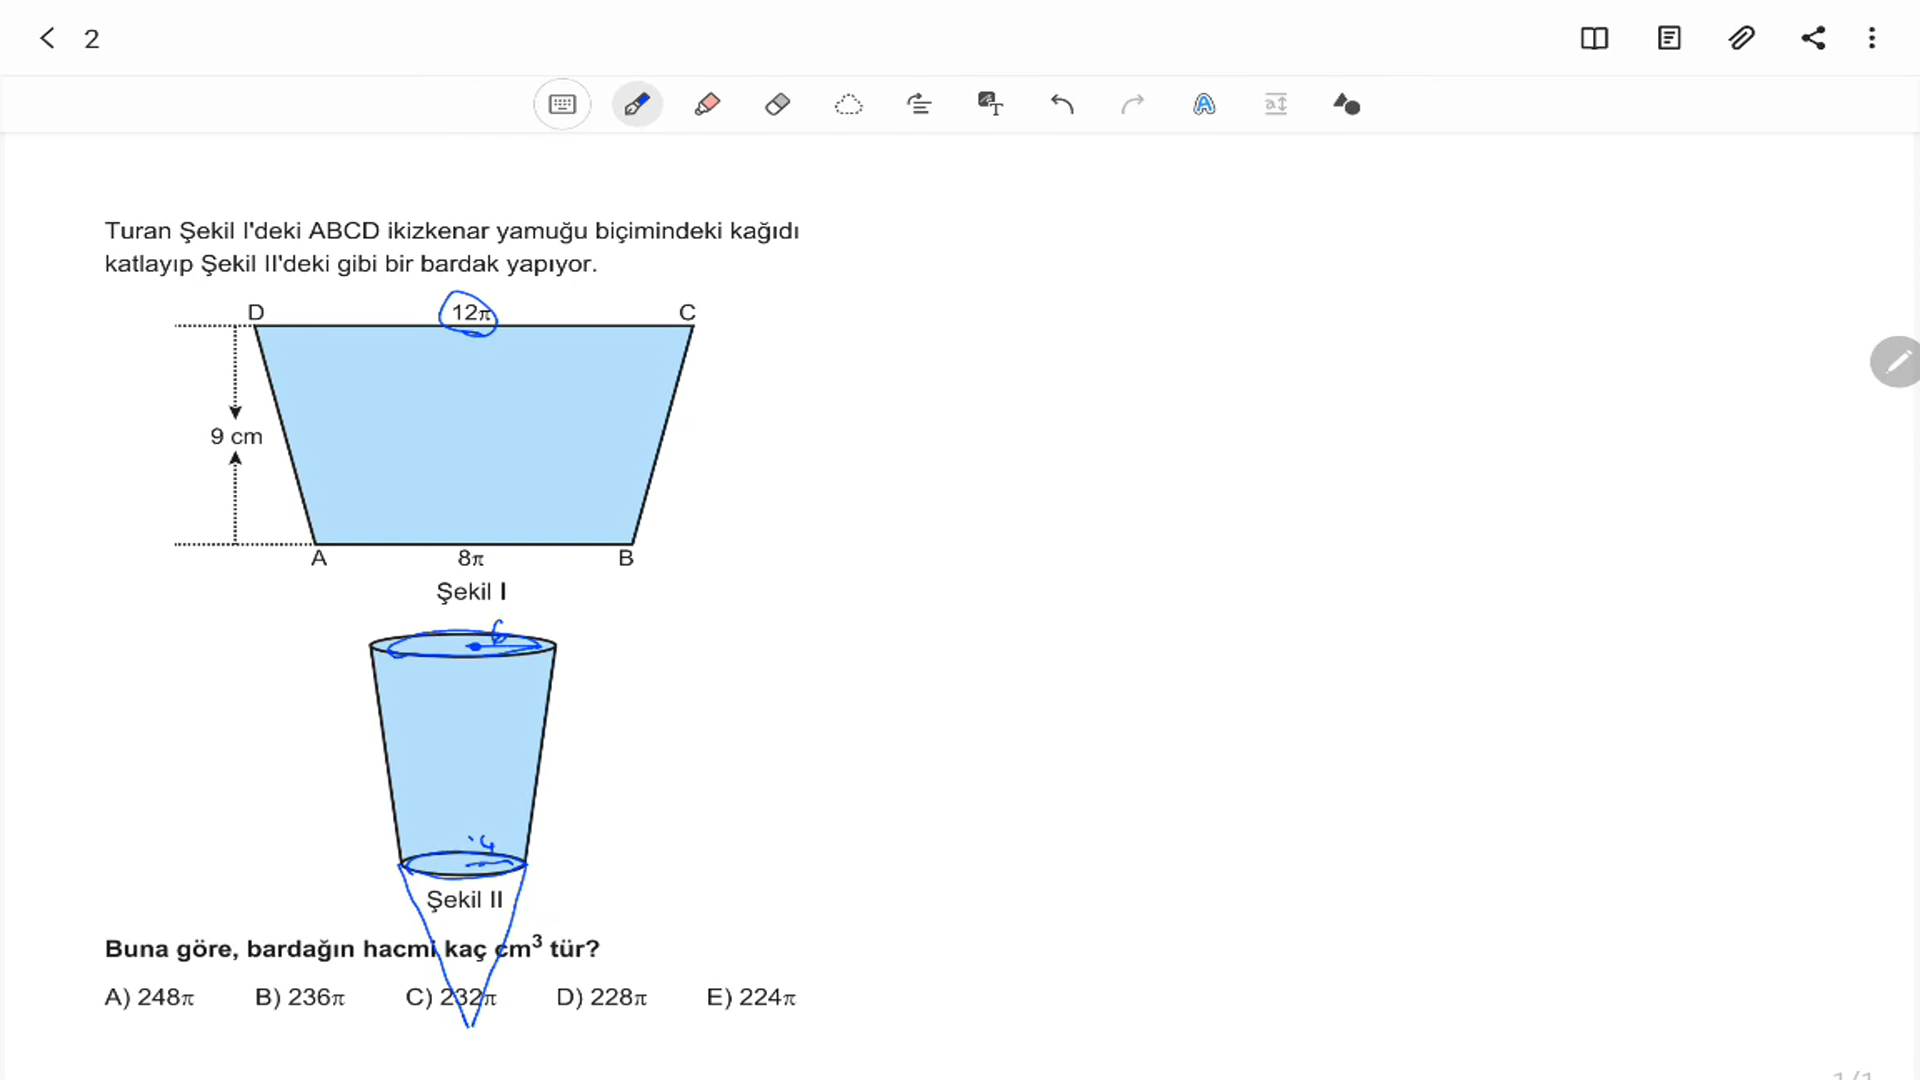 2
Turan Şekil I'deki ABCD ikizkenar yamuğu biçimindeki kağıdı
katlayıp Şekil II'deki gibi bir bardak yapıyor.
D 12π C
9 cm
A 8π B
Şekil I
6
4
Şekil II
Buna göre, bardağın hacmi kaç cm³ tür?
A) 248π B) 236π C) 232π D) 228π E) 224π
1/1